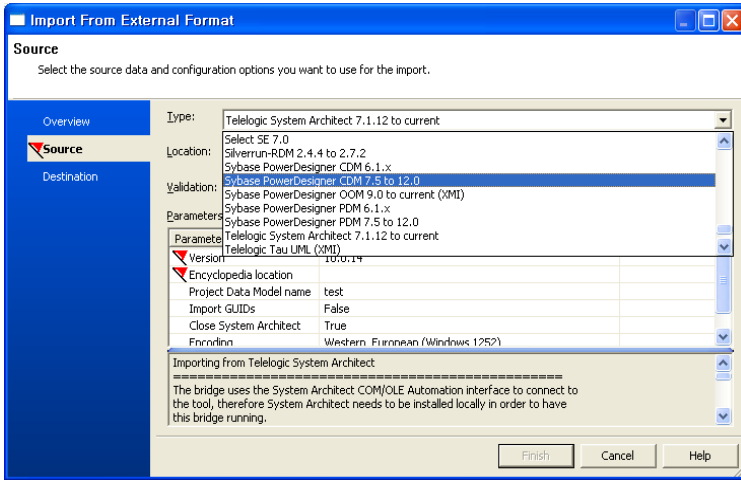 Import From External Format
Source
Select the source data and configuration options you want to use for the import.
Overview
Source
Destination
Type:
Telelogic System Architect 7.1.12 to current
Location:
Validation:
Parameters
Select SE 7.0
Silverrun-RDM 2.4.4 to 2.7.2
Sybase PowerDesigner CDM 6.1.x
Sybase PowerDesigner CDM 7.5 to 12.0
Sybase PowerDesigner OOM 9.0 to current (XMI)
Sybase PowerDesigner PDM 6.1.x
Sybase PowerDesigner PDM 7.5 to 12.0
Telelogic System Architect 7.1.12 to current
Telelogic Tau UML (XMI)
Paramete
Version 10.0.14
Encyclopedia location
Project Data Model name test
Import GUIDs False
Close System Architect True
Encoding Western European (Windows 1252)
Importing from Telelogic System Architect
==================================================
The bridge uses the System Architect COM/OLE Automation interface to connect to
the tool, therefore System Architect needs to be installed locally in order to have
this bridge running.
Finish Cancel Help